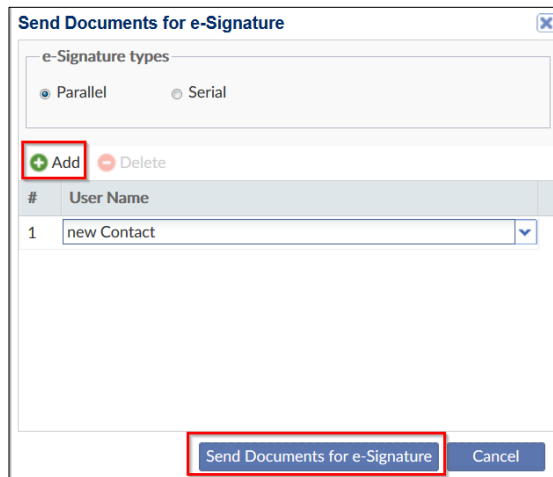 Send Documents for e-Signature
e-Signature types
Parallel Serial
Add Delete
# User Name
1 new Contact
Send Documents for e-Signature Cancel